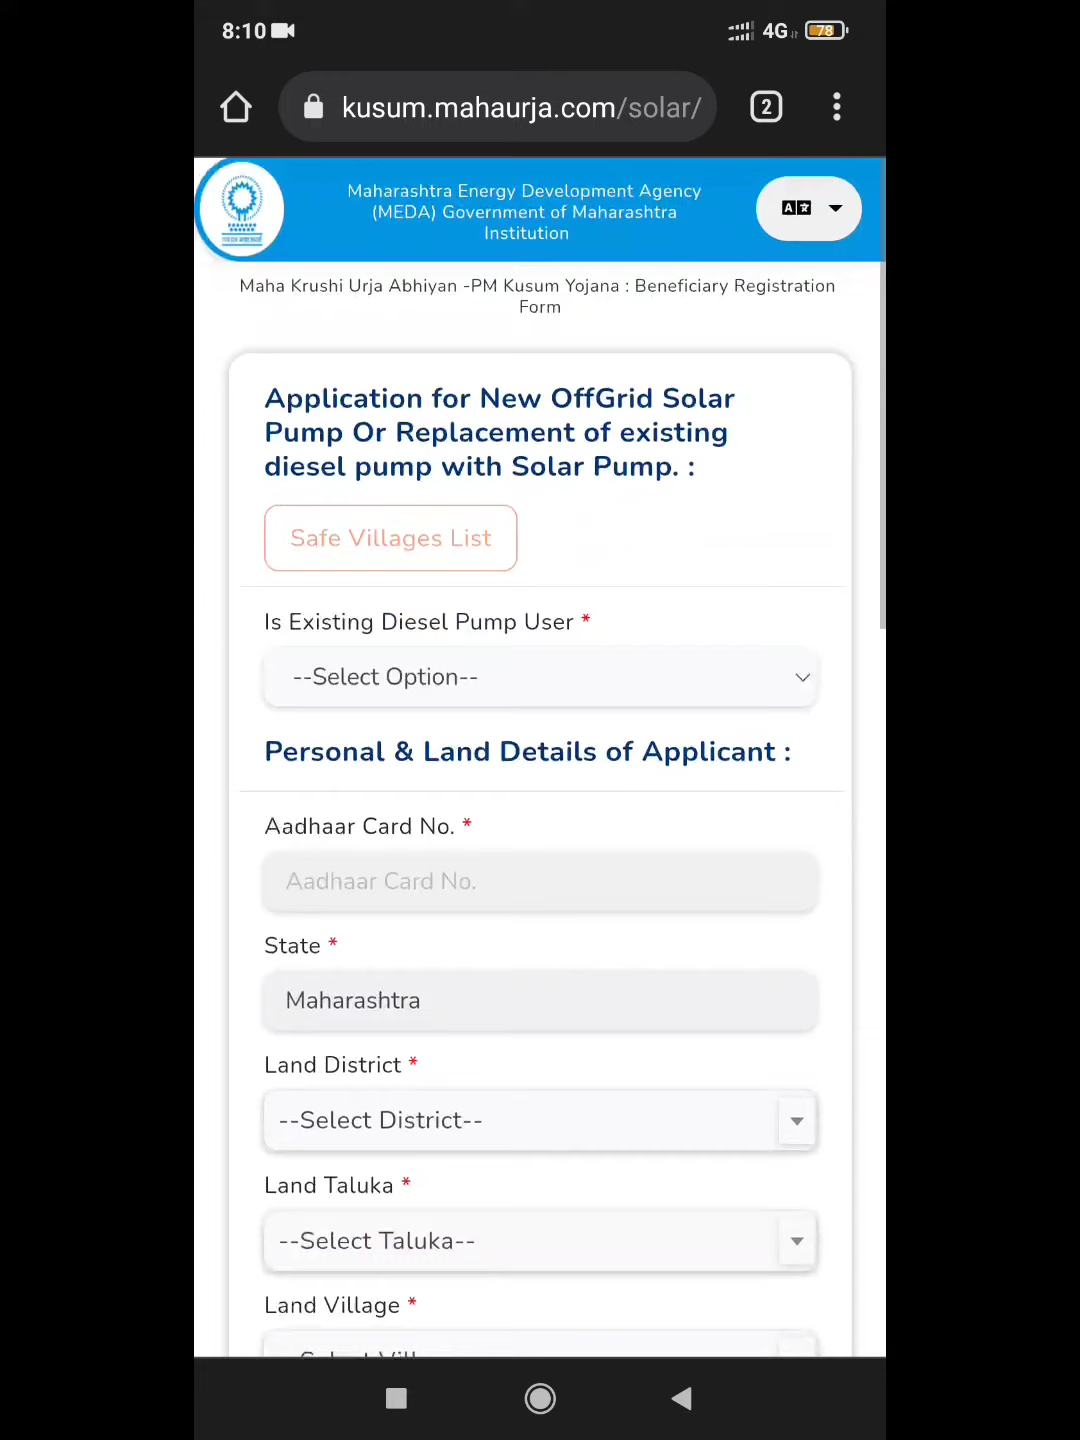 8:10
4G
78
kusum.mahaurja.com/solar/
2
Maharashtra Energy Development Agency
(MEDA) Government of Maharashtra
Institution
Maha Krushi Urja Abhiyan -PM Kusum Yojana : Beneficiary Registration
Form
Application for New OffGrid Solar
Pump Or Replacement of existing
diesel pump with Solar Pump. :
Safe Villages List
Is Existing Diesel Pump User *
--Select Option--
Personal & Land Details of Applicant :
Aadhaar Card No. *
Aadhaar Card No.
State *
Maharashtra
Land District *
--Select District--
Land Taluka *
--Select Taluka--
Land Village *